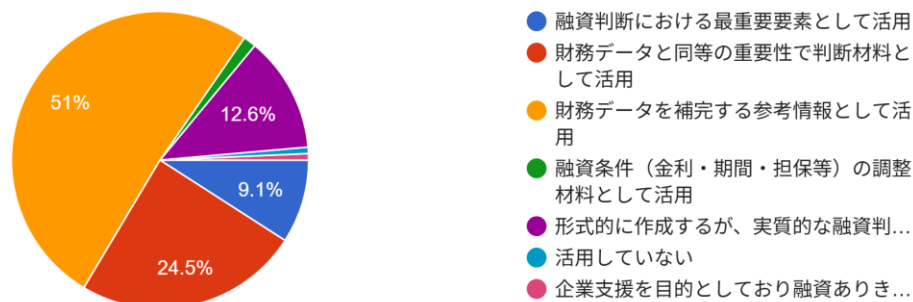 51%
12.6%
9.1%
24.5%
融資判断における最重要要素として活用
財務データと同等の重要性で判断材料と
して活用
財務データを補完する参考情報として活
用
融資条件（金利・期間・担保等）の調整
材料として活用
形式的に作成するが、実質的な融資判…
活用していない
企業支援を目的としており融資ありき…